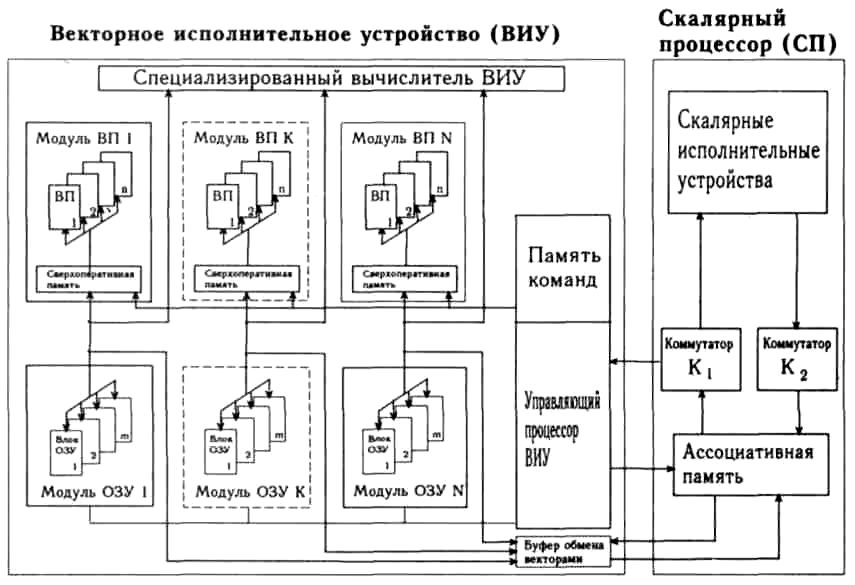 Векторное исполнительное устройство (ВИУ)
Скалярный
процессор (СП)
Специализированный вычислитель ВИУ
Модуль ВП 1
ВП
1
2
n
Сверхоперативная
память
Модуль ВП К
ВП
1
2
n
Сверхоперативная
память
Модуль ВП N
ВП
1
2
n
Сверхоперативная
память
Память
команд
Управляющий
процессор
ВИУ
Блок
ОЗУ
1
2
m
Модуль ОЗУ 1
Блок
ОЗУ
1
2
m
Модуль ОЗУ К
Блок
ОЗУ
1
2
m
Модуль ОЗУ N
Буфер обмена
векторами
Скалярные
исполнительные
устройства
Коммутатор
К1
Коммутатор
К2
Ассоциативная
память